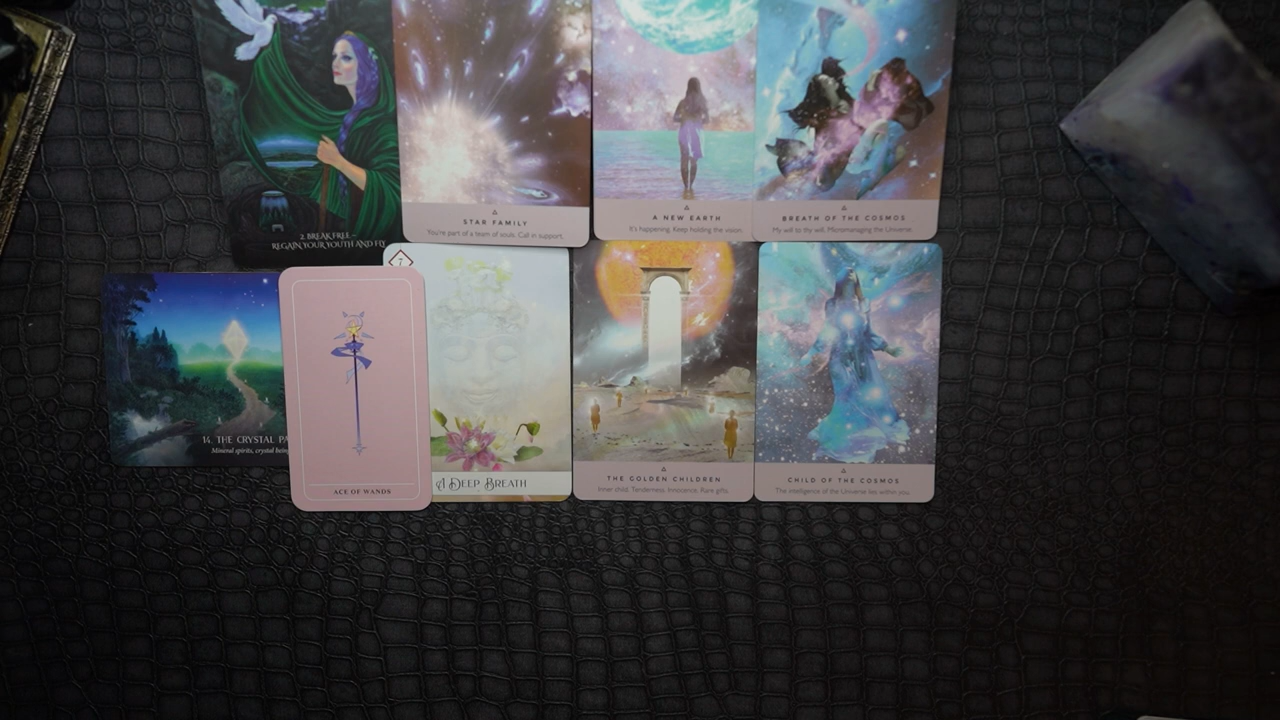 2. BREAK FREE ~
REGAIN YOUR YOUTH AND FLY
STAR FAMILY
You're part of a team of souls. Call in support.
A NEW EARTH
It's happening. Keep holding the vision.
BREATH OF THE COSMOS
My will to thy will. Micromanaging the Universe.
14. THE CRYSTAL PA
Mineral spirits, crystal bein
ACE OF WANDS
7
A DEEP BREATH
THE GOLDEN CHILDREN
Inner child. Tenderness. Innocence. Rare gifts.
CHILD OF THE COSMOS
The intelligence of the Universe lies within you.